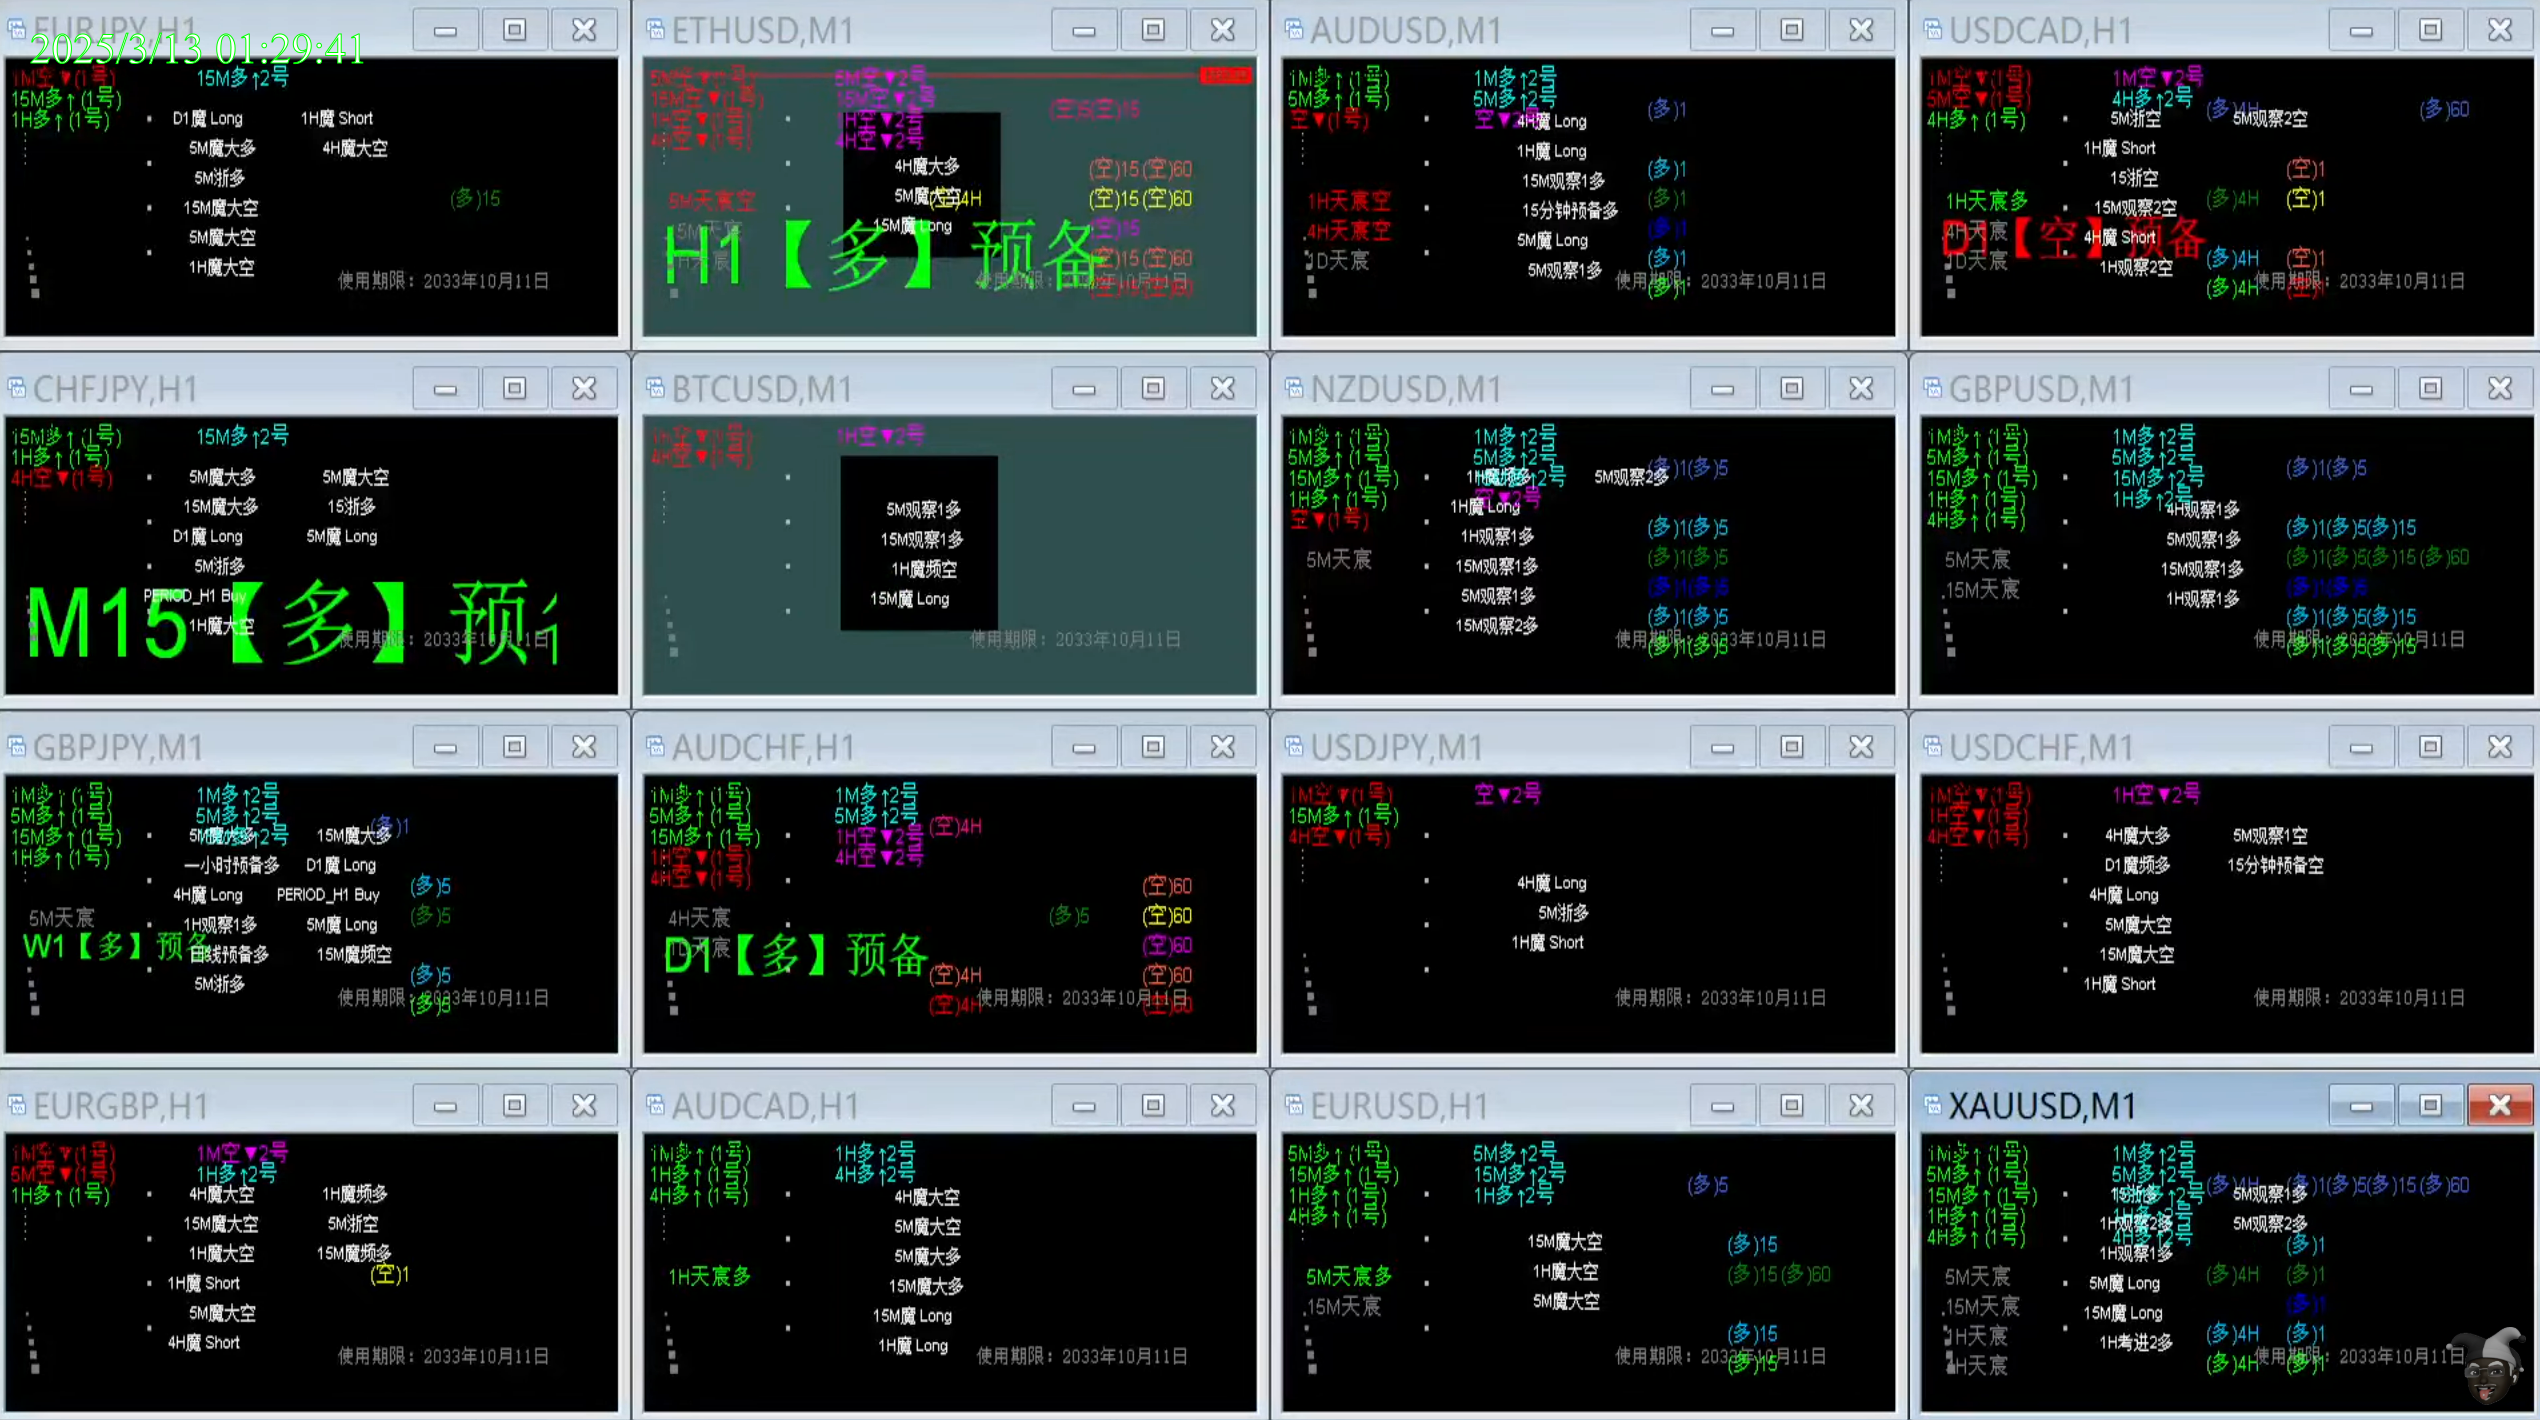 2025/3/13 01:29:41
EURJPY,H1
1M空▼(1号)
15M多↑2号
15M多↑(1号)
1H多↑(1号)
D1魔 Long
1H魔 Short
5M魔大多
4H魔大空
5M浙多
15M魔大空
(多)15
5M魔大空
1H魔大空
使用期限：2033年10月11日
ETHUSD,M1
5M空▼(1号)
5M空▼2号
15M空▼(1号)
15M空▼2号
1H空▼(1号)
1H空▼2号
(空)5(空)15
4H空▼(1号)
4H空▼2号
4H魔大多
(空)15(空)60
5M天宸空
5M魔大空
(空)4H
(空)15(空)60
5M天宸
15M魔 Long
(空)15
H1【多】预备
(空)15(空)60
AUDUSD,M1
1M多↑(1号)
1M多↑2号
5M多↑(1号)
5M多↑2号
(多)1
空▼(1号)
空▼2号
4H魔 Long
1H魔 Long
15M观察1多
(多)1
1H天宸空
15分钟预备多
(多)1
4H天宸空
5M魔 Long
(多)1
1D天宸
5M观察1多
(多)1
使用期限：2033年10月11日
(多)1
USDCAD,H1
1M空▼(1号)
1M空▼2号
5M空▼(1号)
4H多↑2号
4H多↑(1号)
5M浙空
(多)4H
5M观察2空
(多)60
1H魔 Short
15浙空
(空)1
1H天宸多
15M观察2空
(多)4H
(空)1
4H天宸
4H魔 Short
D1【空】预备
1D天宸
1H观察2空
(多)4H
(空)1
使用期限：2033年10月11日
(多)4H
(空)1
CHFJPY,H1
15M多↑(1号)
15M多↑2号
1H多↑(1号)
4H空▼(1号)
5M魔大多
5M魔大空
15M魔大多
15浙多
D1魔 Long
5M魔 Long
5M浙多
PERIOD_H1 Buy
M15【多】预
1H魔大空
使用期限：2033年10月11日
BTCUSD,M1
1H空▼(1号)
1H空▼2号
4H空▼(1号)
5M观察1多
15M观察1多
1H魔频空
15M魔 Long
使用期限：2033年10月11日
NZDUSD,M1
1M多↑(1号)
1M多↑2号
5M多↑(1号)
5M多↑2号
(多)1(多)5
15M多↑(1号)
1H魔频多
5M观察2多
1H多↑(1号)
空▼2号
1H魔 Long
空▼(1号)
1H观察1多
(多)1(多)5
5M天宸
15M观察1多
(多)1(多)5
5M观察1多
(多)1(多)5
15M观察2多
(多)1(多)5
使用期限：2033年10月11日
(多)1(多)5
GBPUSD,M1
1M多↑(1号)
1M多↑2号
5M多↑(1号)
5M多↑2号
(多)1(多)5
15M多↑(1号)
15M多↑2号
1H多↑(1号)
1H多↑2号
4H多↑(1号)
4H观察1多
5M观察1多
(多)1(多)5(多)15
5M天宸
15M观察1多
(多)1(多)5(多)15(多)60
15M天宸
1H观察1多
(多)1(多)5
(多)1(多)5(多)15
使用期限：2033年10月11日
(多)1(多)5(多)15
GBPJPY,M1
1M多↑(1号)
1M多↑2号
5M多↑(1号)
5M多↑2号
15M多↑(1号)
15M多↑2号
5M魔大多
15M魔大多
(多)1
1H多↑(1号)
一小时预备多
D1魔 Long
4H魔 Long
PERIOD_H1 Buy
(多)5
5M天宸
1H观察1多
5M魔 Long
(多)5
W1【多】预备
日线预备多
15M魔频空
5M浙多
(多)5
使用期限：2033年10月11日
(多)5
AUDCHF,H1
1M多↑(1号)
1M多↑2号
5M多↑(1号)
5M多↑2号
15M多↑(1号)
1H空▼2号
(空)4H
1H空▼(1号)
4H空▼2号
4H空▼(1号)
(空)60
4H天宸
(多)5
(空)60
1D天宸
(空)60
D1【多】预备
(空)4H
(空)60
(空)4H
使用期限：2033年10月11日
(空)60
USDJPY,M1
1M空▼(1号)
空▼2号
15M多↑(1号)
4H空▼(1号)
4H魔 Long
5M浙多
1H魔 Short
使用期限：2033年10月11日
USDCHF,M1
1M空▼(1号)
1H空▼2号
1H空▼(1号)
4H空▼(1号)
4H魔大多
5M观察1空
D1魔频多
15分钟预备空
4H魔 Long
5M魔大空
15M魔大空
1H魔 Short
使用期限：2033年10月11日
EURGBP,H1
1M空▼(1号)
1M空▼2号
5M空▼(1号)
1H多↑2号
1H多↑(1号)
4H魔大空
1H魔频多
15M魔大空
5M浙空
1H魔大空
15M魔频多
1H魔 Short
(空)1
5M魔大空
4H魔 Short
使用期限：2033年10月11日
AUDCAD,H1
1M多↑(1号)
1H多↑2号
1H多↑(1号)
4H多↑2号
4H多↑(1号)
4H魔大空
5M魔大空
5M魔大多
1H天宸多
15M魔大多
15M魔 Long
1H魔 Long
使用期限：2033年10月11日
EURUSD,H1
5M多↑(1号)
5M多↑2号
15M多↑(1号)
15M多↑2号
1H多↑(1号)
1H多↑2号
(多)5
4H多↑(1号)
15M魔大空
(多)15
5M天宸多
1H魔大空
(多)15(多)60
15M天宸
5M魔大空
(多)15
使用期限：2033年10月11日
(多)15
XAUUSD,M1
1M多↑(1号)
1M多↑2号
5M多↑(1号)
5M多↑2号
15M多↑(1号)
15浙多
(多)4H
5M观察1多
(多)1(多)5(多)15(多)60
1H多↑(1号)
1H观察2多
5M观察2多
4H多↑(1号)
4H多↑2号
1H观察1多
(多)1
5M天宸
5M魔 Long
(多)4H
(多)1
15M天宸
15M魔 Long
(多)1
1H天宸
1H考进2多
(多)4H
(多)1
4H天宸
使用期限：2033年10月11日
(多)4H
(多)1